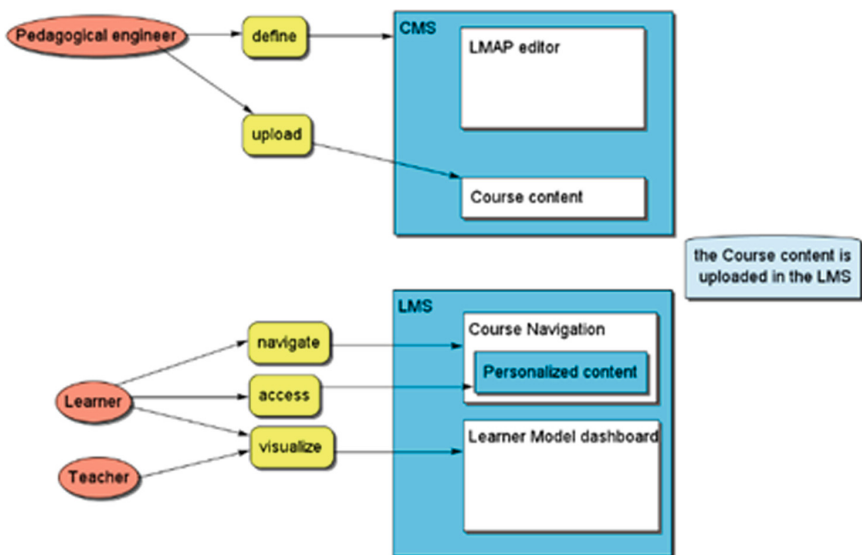 Pedagogical engineer
define
CMS
LMAP editor
upload
Course content
the Course content is
uploaded in the LMS
LMS
navigate
Course Navigation
Personalized content
Learner
access
visualize
Learner Model dashboard
Teacher